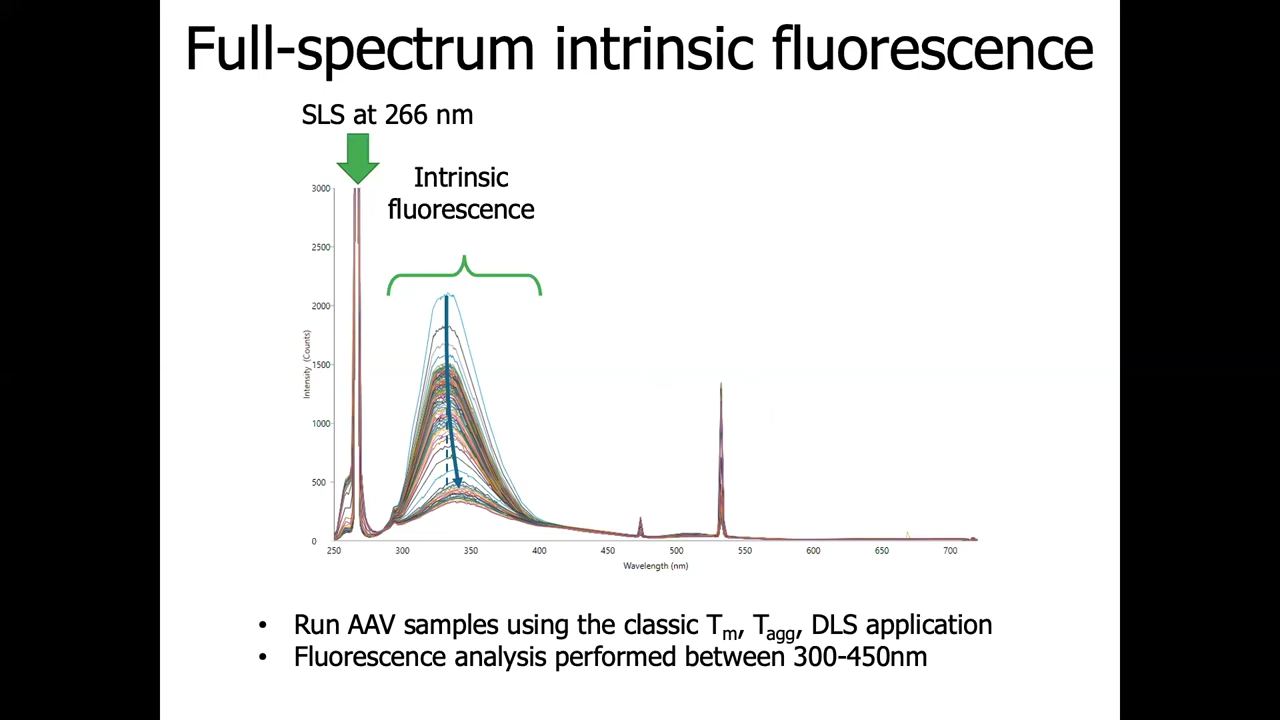 Full-spectrum intrinsic fluorescence
SLS at 266 nm
Intrinsic
fluorescence
3000
2500
2000
1500
1000
500
0
Intensity (Counts)
250 300 350 400 450 500 550 600 650 700
Wavelength (nm)
• Run AAV samples using the classic Tm, Tagg, DLS application
• Fluorescence analysis performed between 300-450nm